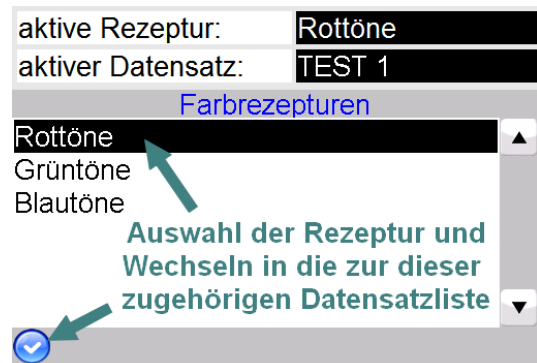 aktive Rezeptur: Rottöne
aktiver Datensatz: TEST 1
Farbrezepturen
Rottöne
Grüntöne
Blautöne
Auswahl der Rezeptur und
Wechseln in die zur dieser
zugehörigen Datensatzliste